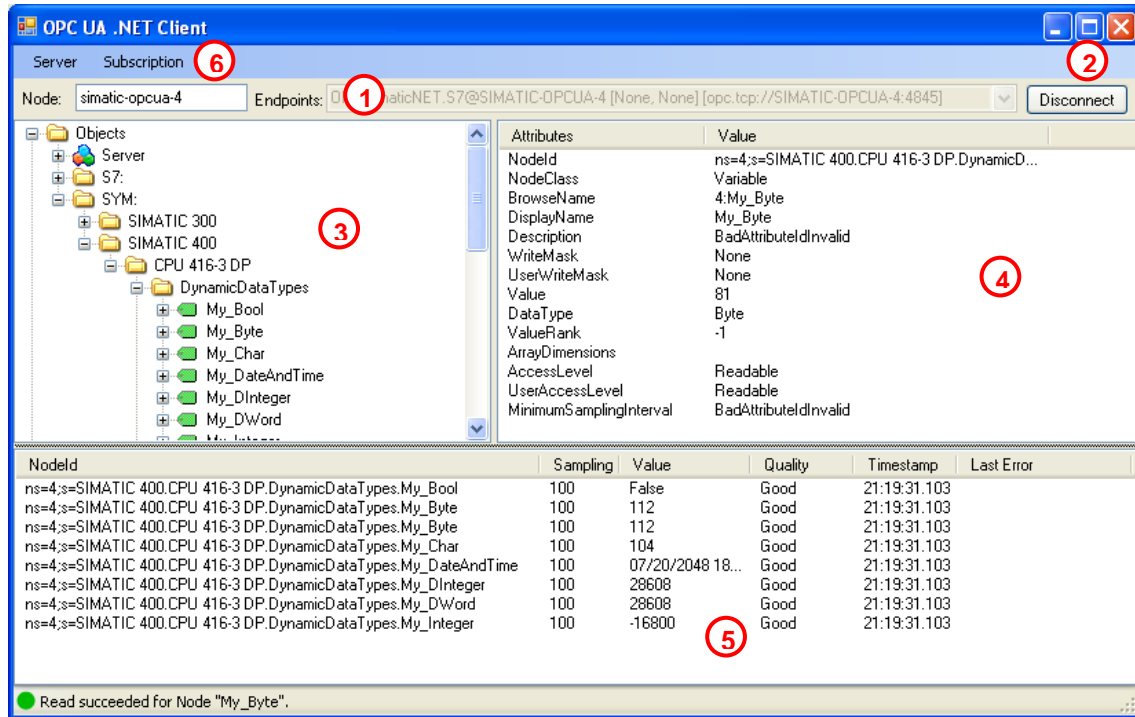 OPC UA .NET Client
Server Subscription 6 2
Node: simatic-opcua-4 Endpoints: 1 aticNET.S7@SIMATIC-OPCUA-4 [None, None] [opc.tcp://SIMATIC-OPCUA-4:4845] Disconnect
Objects
Server
S7:
SYM:
SIMATIC 300
3
SIMATIC 400
CPU 416-3 DP
DynamicDataTypes
My_Bool
My_Byte
My_Char
My_DateAndTime
My_DInteger
My_DWord
Attributes Value
NodeId ns=4;s=SIMATIC 400.CPU 416-3 DP.DynamicD...
NodeClass Variable
BrowseName 4:My_Byte
DisplayName My_Byte
Description BadAttributeIdInvalid
WriteMask None
UserWriteMask None
4
Value 81
DataType Byte
ValueRank -1
ArrayDimensions
AccessLevel Readable
UserAccessLevel Readable
MinimumSamplingInterval BadAttributeIdInvalid
NodeId Sampling Value Quality Timestamp Last Error
ns=4;s=SIMATIC 400.CPU 416-3 DP.DynamicDataTypes.My_Bool 100 False Good 21:19:31.103
ns=4;s=SIMATIC 400.CPU 416-3 DP.DynamicDataTypes.My_Byte 100 112 Good 21:19:31.103
ns=4;s=SIMATIC 400.CPU 416-3 DP.DynamicDataTypes.My_Byte 100 112 Good 21:19:31.103
ns=4;s=SIMATIC 400.CPU 416-3 DP.DynamicDataTypes.My_Char 100 104 Good 21:19:31.103
ns=4;s=SIMATIC 400.CPU 416-3 DP.DynamicDataTypes.My_DateAndTime 100 07/20/2048 18... Good 21:19:31.103
ns=4;s=SIMATIC 400.CPU 416-3 DP.DynamicDataTypes.My_DInteger 100 28608 Good 21:19:31.103
ns=4;s=SIMATIC 400.CPU 416-3 DP.DynamicDataTypes.My_DWord 100 28608 Good 21:19:31.103
ns=4;s=SIMATIC 400.CPU 416-3 DP.DynamicDataTypes.My_Integer 100 -16800 Good 21:19:31.103
5
Read succeeded for Node "My_Byte".